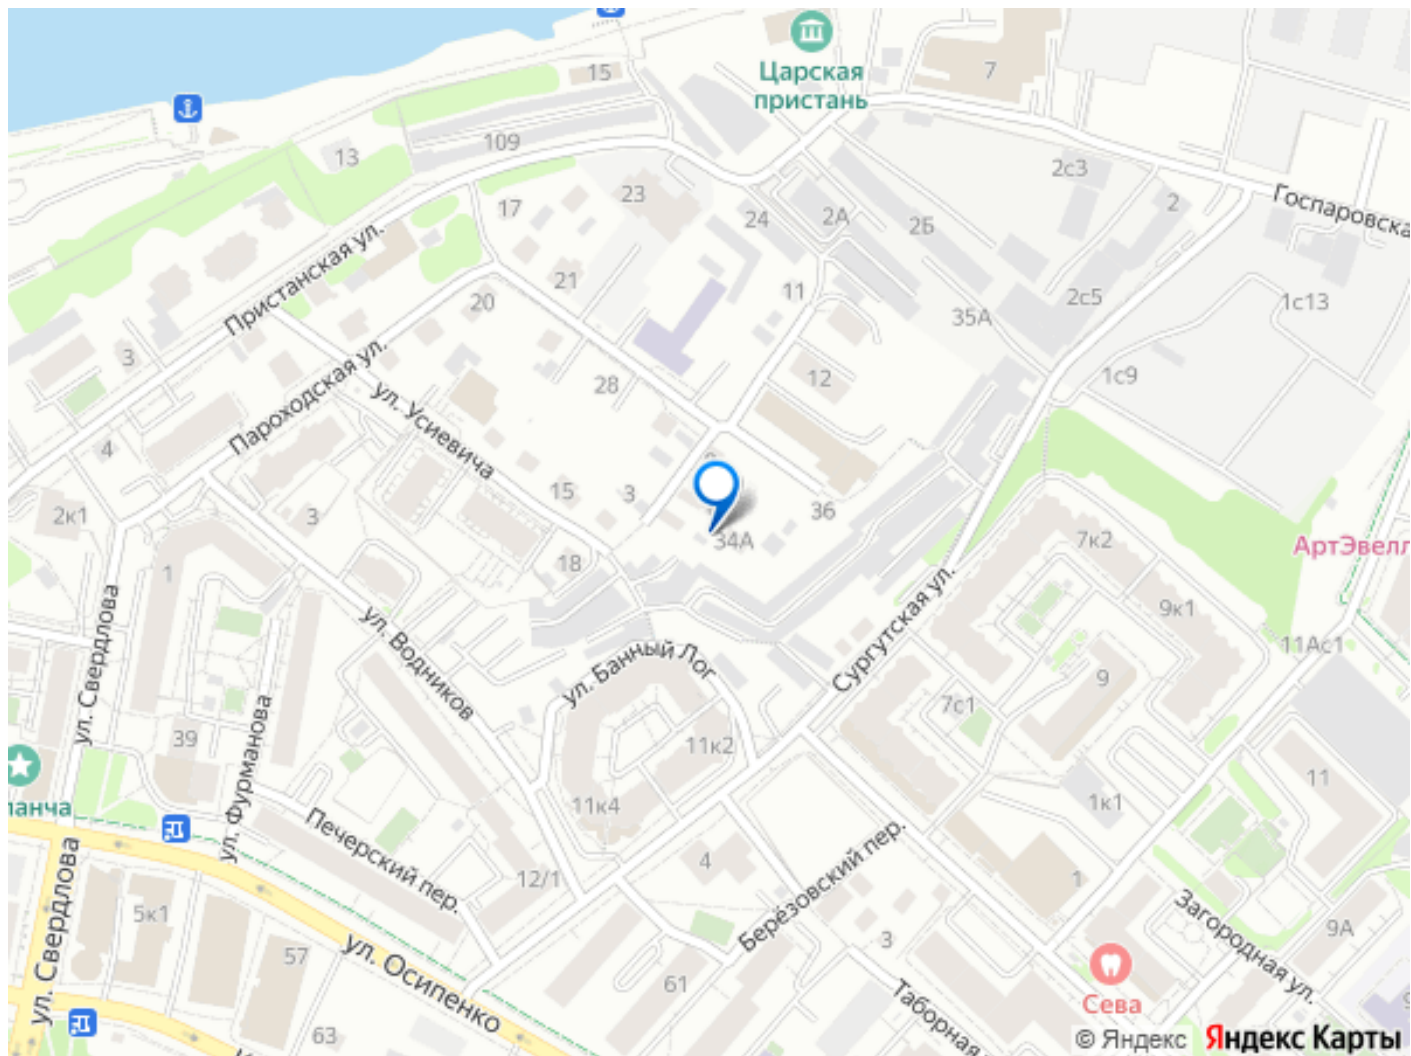 15
Царская
пристань
7
13
109
2с3
2
Госпаровска
17
23
24
2А
2Б
Пристанская ул.
21
11
2с5
35А
1с13
20
3
28
12
1с9
Пароходская ул.
ул. Усиевича
4
2к1
3
15
3
36
34А
7к2
АртЭвелл
1
18
9к1
ул. Свердлова
ул. Водников
ул. Банный Лог
Сургутская ул.
11Ас1
9
7с1
39
ул. Фурманова
11к2
11
панча
11к4
1к1
Печерский пер.
12/1
4
Берёзовский пер.
1
5к1
ул. Свердлова
57
ул. Осипенко
3
Загородная ул.
9А
61
Таборная
Сева
63
© Яндекс Яндекс Карты